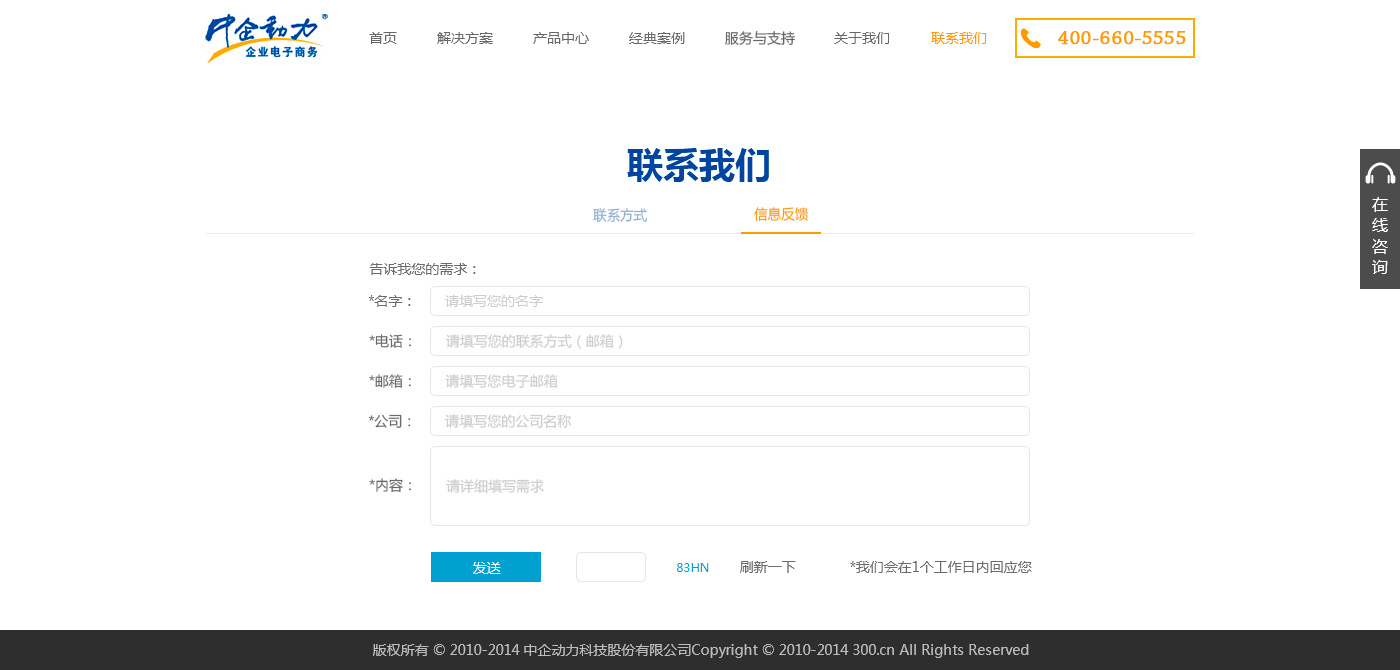 中企动力®
企业电子商务
首页 解决方案 产品中心 经典案例 服务与支持 关于我们 联系我们 400-660-5555
联系我们
联系方式 信息反馈
在线咨询
告诉我您的需求：
*名字： 请填写您的名字
*电话： 请填写您的联系方式（邮箱）
*邮箱： 请填写您电子邮箱
*公司： 请填写您的公司名称
*内容： 请详细填写需求
发送 83HN 刷新一下 *我们会在1个工作日内回应您
版权所有 © 2010-2014 中企动力科技股份有限公司Copyright © 2010-2014 300.cn All Rights Reserved